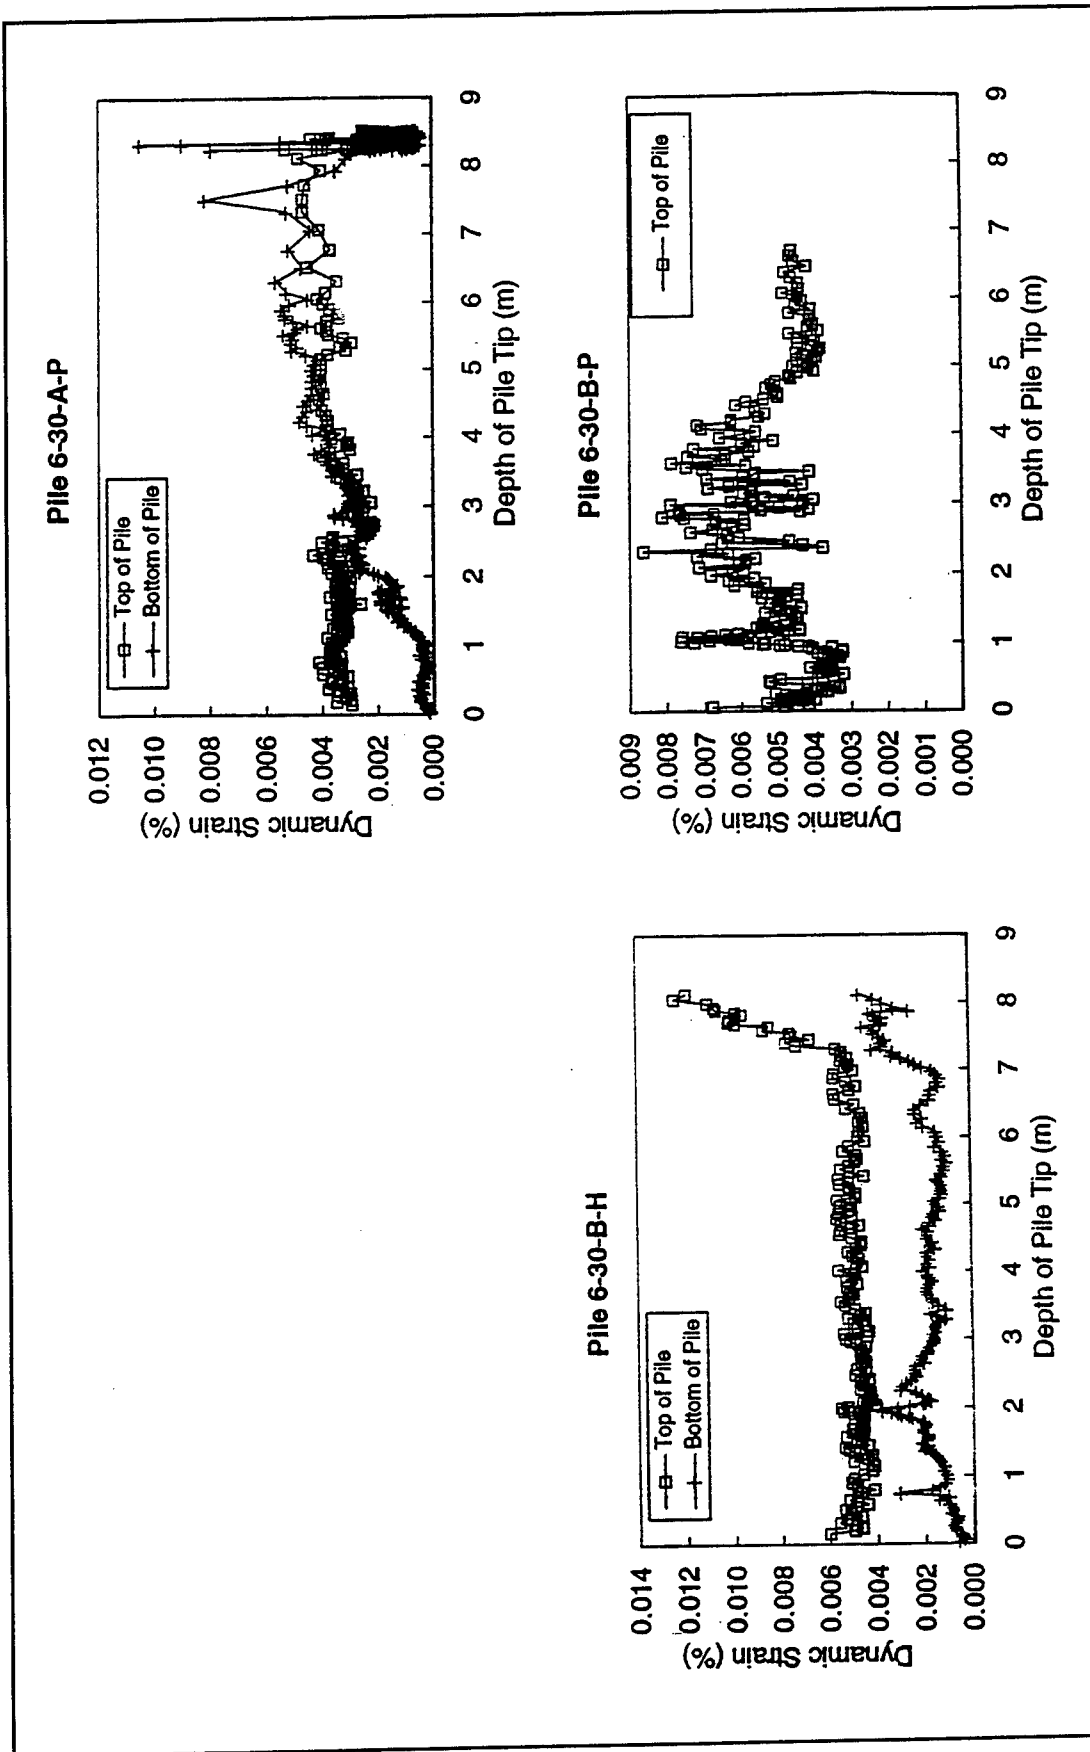 Pile 6-30-A-P
0.012
0.010
0.008
0.006
0.004
0.002
0.000
Dynamic Strain (%)
Top of Pile
Bottom of Pile
0 1 2 3 4 5 6 7 8 9
Depth of Pile Tip (m)
Pile 6-30-B-H
0.014
0.012
0.010
0.008
0.006
0.004
0.002
0.000
Dynamic Strain (%)
Top of Pile
Bottom of Pile
0 1 2 3 4 5 6 7 8 9
Depth of Pile Tip (m)
Pile 6-30-B-P
0.009
0.008
0.007
0.006
0.005
0.004
0.003
0.002
0.001
0.000
Dynamic Strain (%)
Top of Pile
0 1 2 3 4 5 6 7 8 9
Depth of Pile Tip (m)